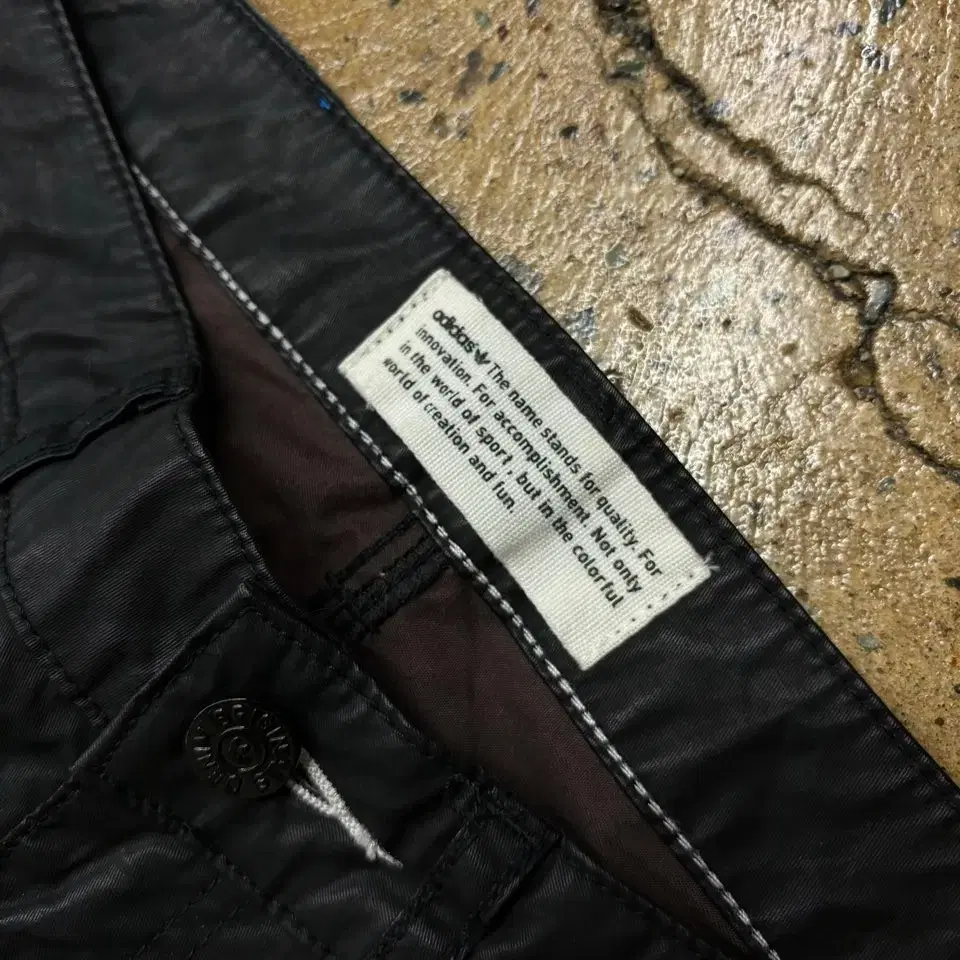 adidas The name stands for quality. For
innovation. For accomplishment. Not only
in the world of sport, but in the colorful
world of creation and fun.